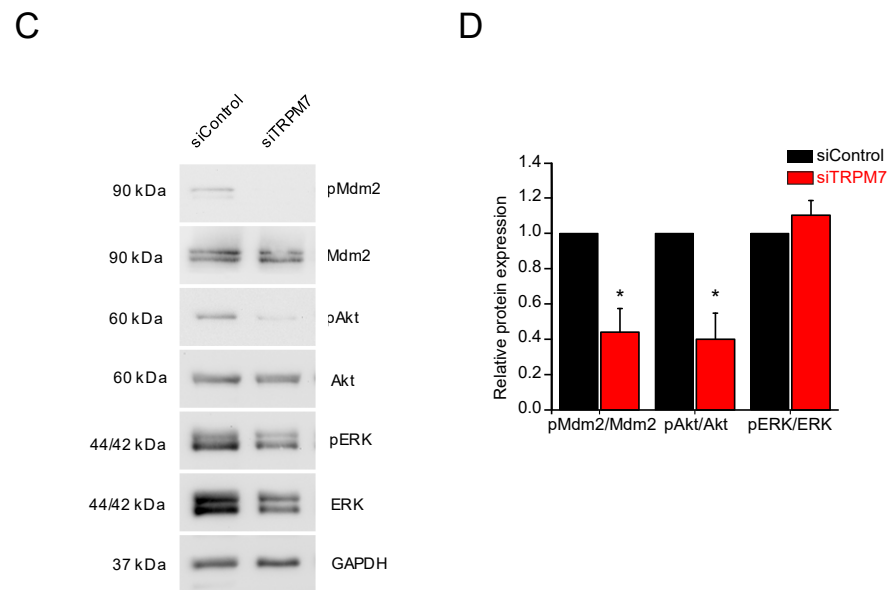 C
siControl siTRPM7
90 kDa pMdm2
90 kDa Mdm2
60 kDa pAkt
60 kDa Akt
44/42 kDa pERK
44/42 kDa ERK
37 kDa GAPDH
D
siControl
siTRPM7
Relative protein expression
1.4
1.2
1.0
0.8
0.6
0.4
0.2
0.0
* *
pMdm2/Mdm2 pAkt/Akt pERK/ERK